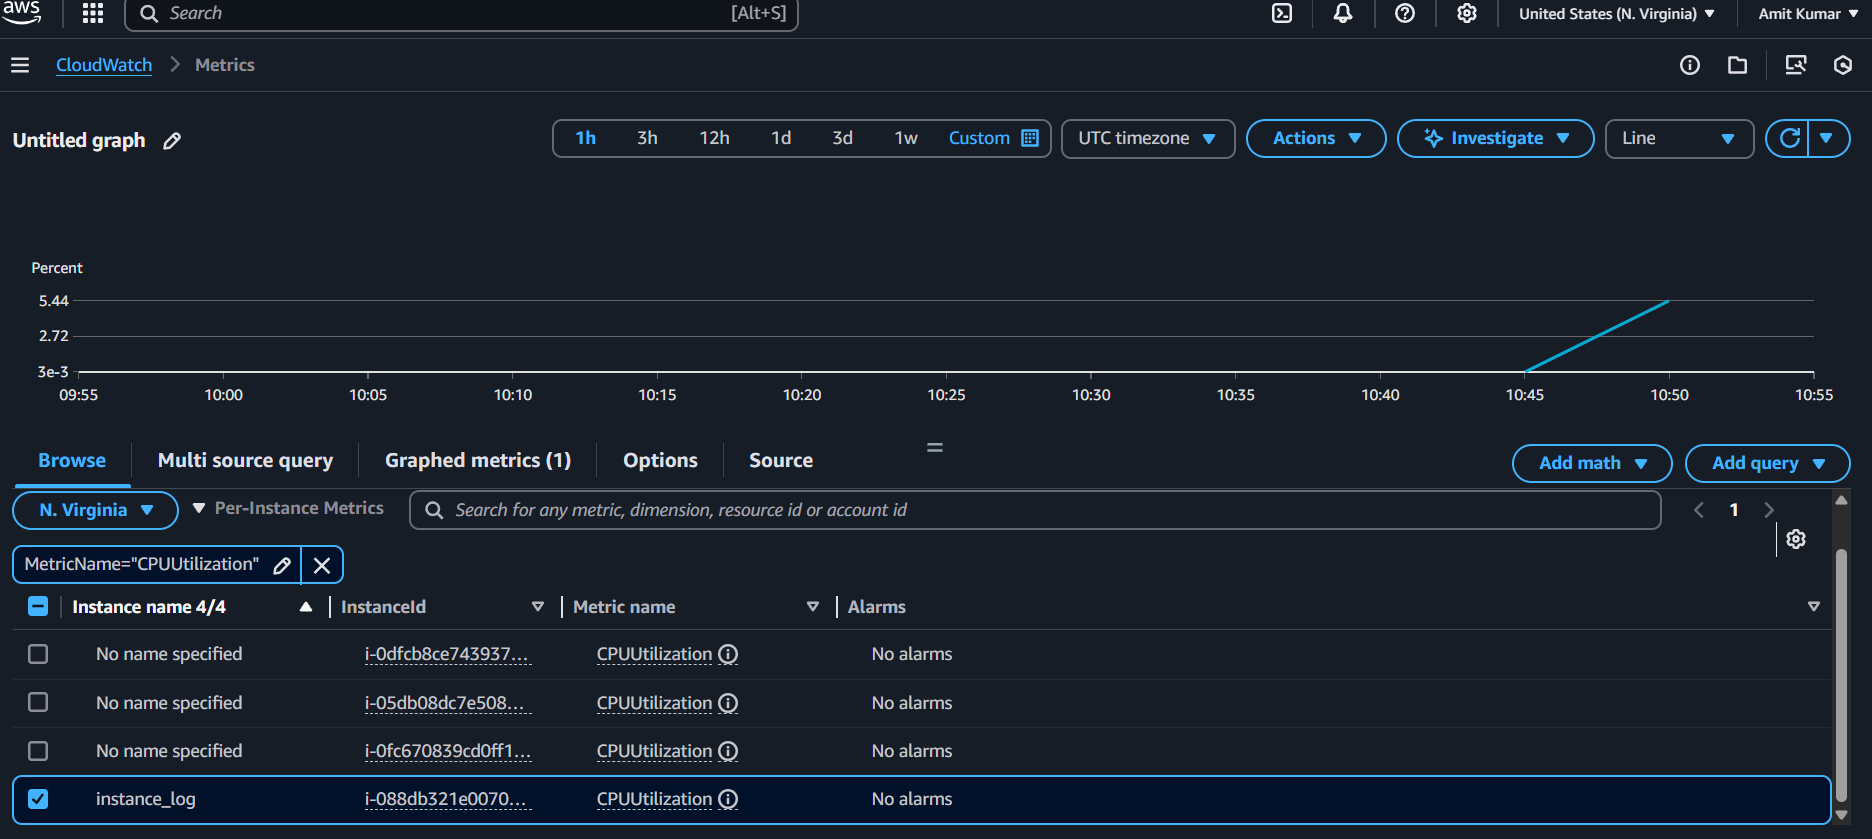 aws
Search [Alt+S] United States (N. Virginia) Amit Kumar
CloudWatch Metrics
Untitled graph 1h 3h 12h 1d 3d 1w Custom UTC timezone Actions Investigate Line
Percent
5.44
2.72
3e-3
09:55 10:00 10:05 10:10 10:15 10:20 10:25 10:30 10:35 10:40 10:45 10:50 10:55
Browse Multi source query Graphed metrics (1) Options Source Add math Add query
N. Virginia Per-Instance Metrics Search for any metric, dimension, resource id or account id 1
MetricName="CPUUtilization"
Instance name 4/4 InstanceId Metric name Alarms
No name specified i-0dfcb8ce743937... CPUUtilization No alarms
No name specified i-05db08dc7e508... CPUUtilization No alarms
No name specified i-0fc670839cd0ff1... CPUUtilization No alarms
instance_log i-088db321e0070... CPUUtilization No alarms